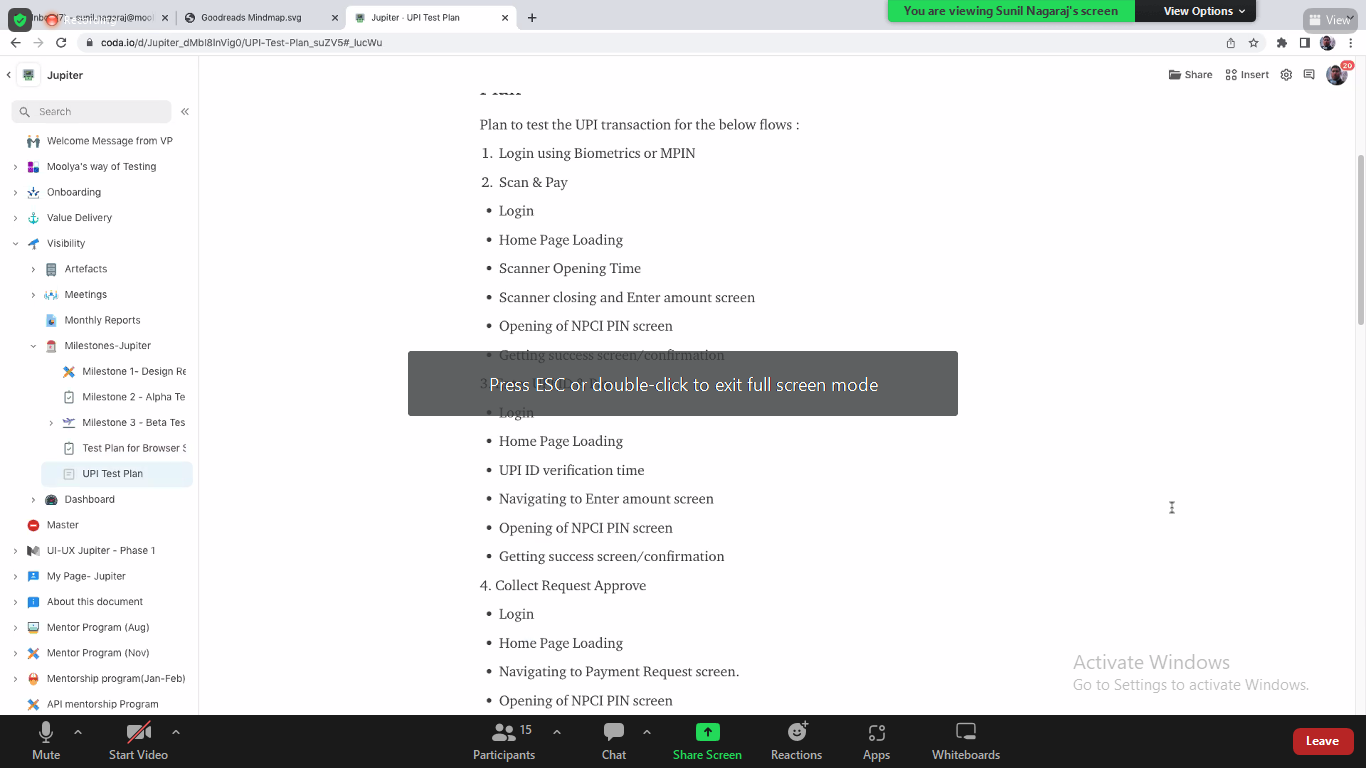 Inbox (7) - sunil.nagaraj@mool
Goodreads Mindmap.svg
Jupiter · UPI Test Plan
You are viewing Sunil Nagaraj's screen
View Options
View
coda.io/d/Jupiter_dMbI8InVig0/UPI-Test-Plan_suZV5#_lucWu
Jupiter
Share
Insert
20
Search
Welcome Message from VP
Moolya's way of Testing
Onboarding
Value Delivery
Visibility
Artefacts
Meetings
Monthly Reports
Milestones-Jupiter
Milestone 1- Design Re
Milestone 2 - Alpha Te
Milestone 3 - Beta Tes
Test Plan for Browser S
UPI Test Plan
Dashboard
Master
UI-UX Jupiter - Phase 1
My Page- Jupiter
About this document
Mentor Program (Aug)
Mentor Program (Nov)
Mentorship program(Jan-Feb)
API mentorship Program
Plan to test the UPI transaction for the below flows :
1. Login using Biometrics or MPIN
2. Scan & Pay
• Login
• Home Page Loading
• Scanner Opening Time
• Scanner closing and Enter amount screen
• Opening of NPCI PIN screen
• Getting success screen/confirmation
3.
Press ESC or double-click to exit full screen mode
• Login
• Home Page Loading
• UPI ID verification time
• Navigating to Enter amount screen
• Opening of NPCI PIN screen
• Getting success screen/confirmation
4. Collect Request Approve
• Login
• Home Page Loading
• Navigating to Payment Request screen.
• Opening of NPCI PIN screen
Activate Windows
Go to Settings to activate Windows.
Mute
Start Video
15
Participants
Chat
Share Screen
Reactions
Apps
Whiteboards
Leave